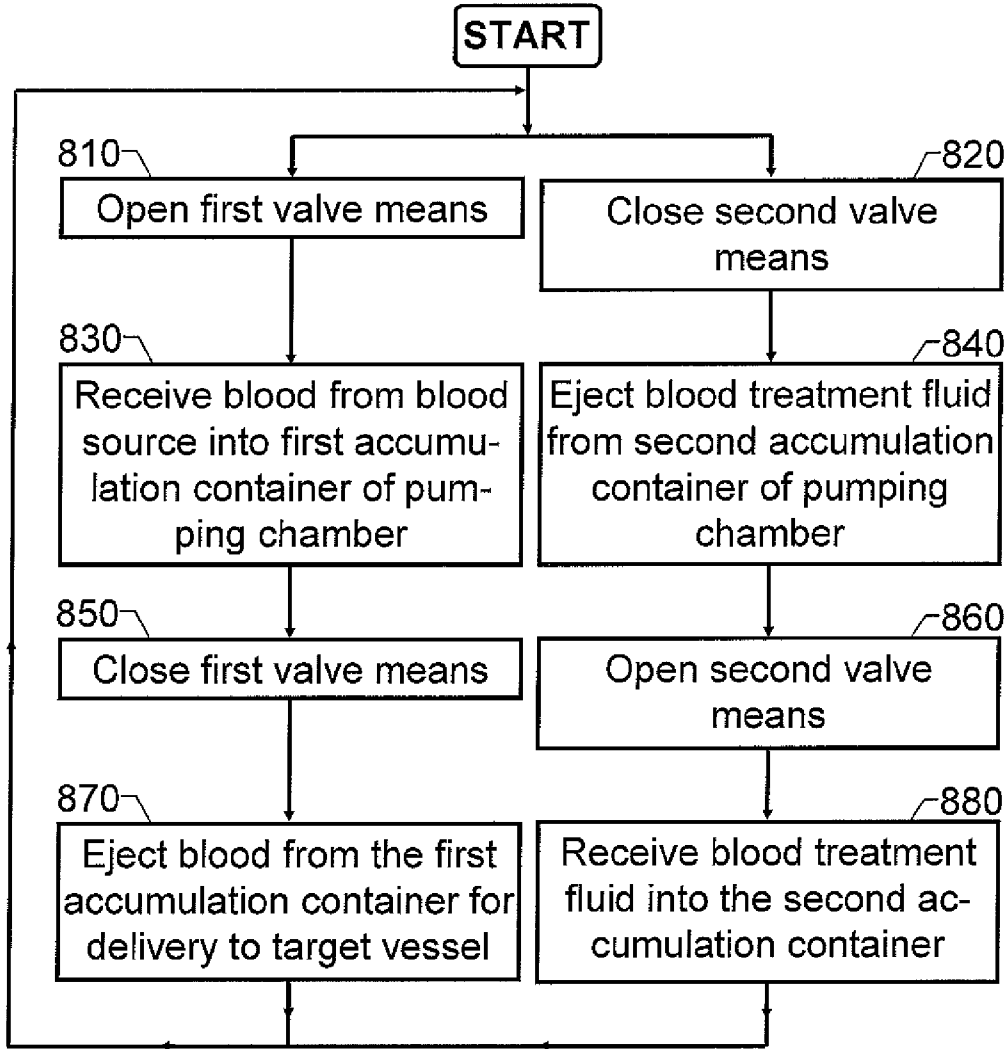 START
810
Open first valve means
820
Close second valve
means
830
Receive blood from blood
source into first accumu-
lation container of pum-
ping chamber
840
Eject blood treatment fluid
from second accumulation
container of pumping
chamber
850
Close first valve means
860
Open second valve
means
870
Eject blood from the first
accumulation container for
delivery to target vessel
880
Receive blood treatment
fluid into the second ac-
cumulation container